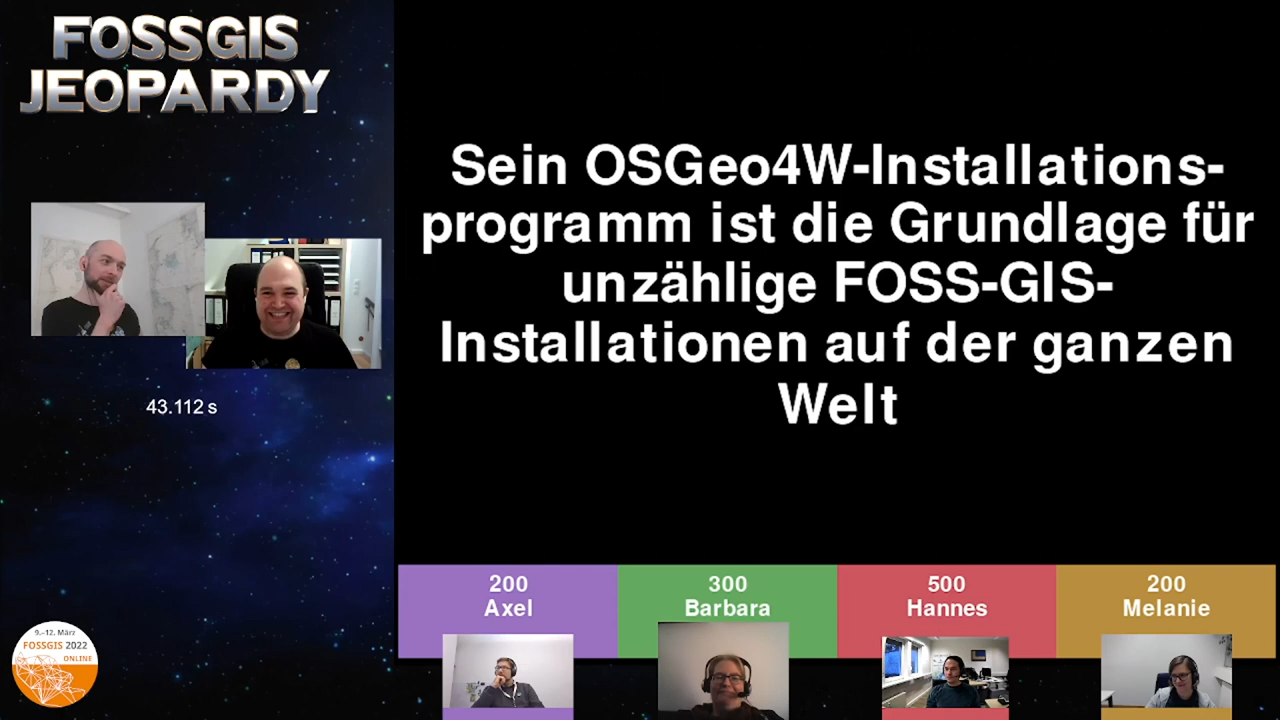 FOSSGIS
JEOPARDY
Sein OSGeo4W-Installations-
programm ist die Grundlage für
unzählige FOSS-GIS-
Installationen auf der ganzen
Welt
43.112 s
200
Axel
300
Barbara
500
Hannes
200
Melanie
9.–12. März
FOSSGIS 2022
ONLINE